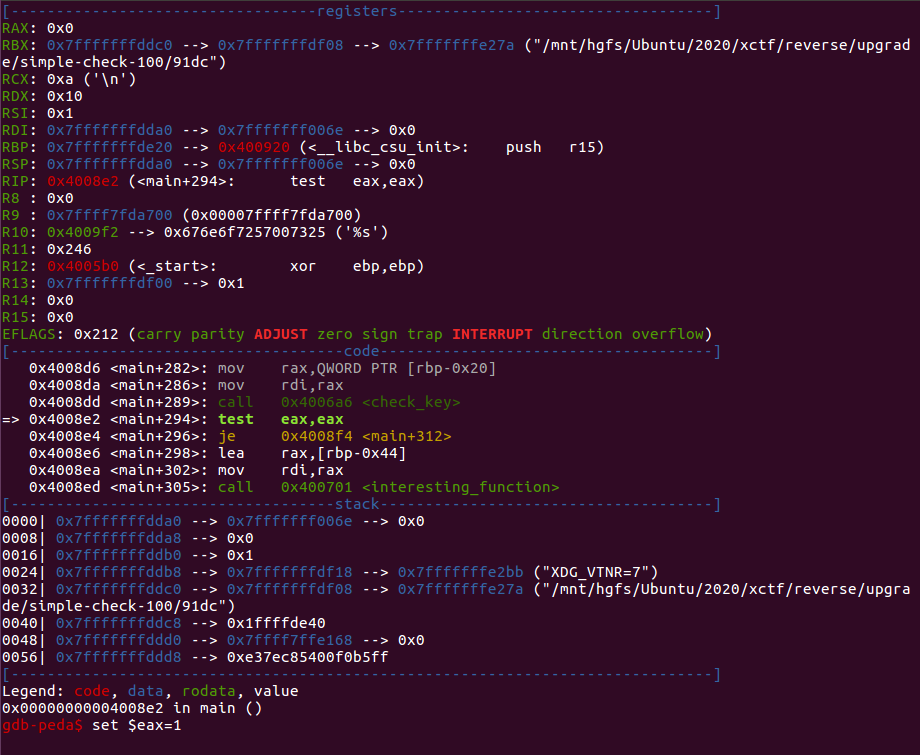 [----------------------------------registers-----------------------------------]
RAX: 0x0
RBX: 0x7fffffffddc0 --> 0x7fffffffdf08 --> 0x7fffffffe27a ("/mnt/hgfs/Ubuntu/2020/xctf/reverse/upgrad
e/simple-check-100/91dc")
RCX: 0xa ('\n')
RDX: 0x10
RSI: 0x1
RDI: 0x7fffffffdda0 --> 0x7fffffff006e --> 0x0
RBP: 0x7fffffffde20 --> 0x400920 (<__libc_csu_init>:    push   r15)
RSP: 0x7fffffffdda0 --> 0x7fffffff006e --> 0x0
RIP: 0x4008e2 (<main+294>:      test   eax,eax)
R8 : 0x0
R9 : 0x7ffff7fda700 (0x00007ffff7fda700)
R10: 0x4009f2 --> 0x676e6f7257007325 ('%s')
R11: 0x246
R12: 0x4005b0 (<_start>:        xor    ebp,ebp)
R13: 0x7fffffffdf00 --> 0x1
R14: 0x0
R15: 0x0
EFLAGS: 0x212 (carry parity ADJUST zero sign trap INTERRUPT direction overflow)
[-------------------------------------code-------------------------------------]
   0x4008d6 <main+282>: mov    rax,QWORD PTR [rbp-0x20]
   0x4008da <main+286>: mov    rdi,rax
   0x4008dd <main+289>: call   0x4006a6 <check_key>
=> 0x4008e2 <main+294>: test   eax,eax
   0x4008e4 <main+296>: je     0x4008f4 <main+312>
   0x4008e6 <main+298>: lea    rax,[rbp-0x44]
   0x4008ea <main+302>: mov    rdi,rax
   0x4008ed <main+305>: call   0x400701 <interesting_function>
[------------------------------------stack-------------------------------------]
0000| 0x7fffffffdda0 --> 0x7fffffff006e --> 0x0
0008| 0x7fffffffdda8 --> 0x0
0016| 0x7fffffffddb0 --> 0x1
0024| 0x7fffffffddb8 --> 0x7fffffffdf18 --> 0x7fffffffe2bb ("XDG_VTNR=7")
0032| 0x7fffffffddc0 --> 0x7fffffffdf08 --> 0x7fffffffe27a ("/mnt/hgfs/Ubuntu/2020/xctf/reverse/upgra
de/simple-check-100/91dc")
0040| 0x7fffffffddc8 --> 0x1ffffde40
0048| 0x7fffffffddd0 --> 0x7ffff7ffe168 --> 0x0
0056| 0x7fffffffddd8 --> 0xe37ec85400f0b5ff
[------------------------------------------------------------------------------]
Legend: code, data, rodata, value
0x00000000004008e2 in main ()
gdb-peda$ set $eax=1